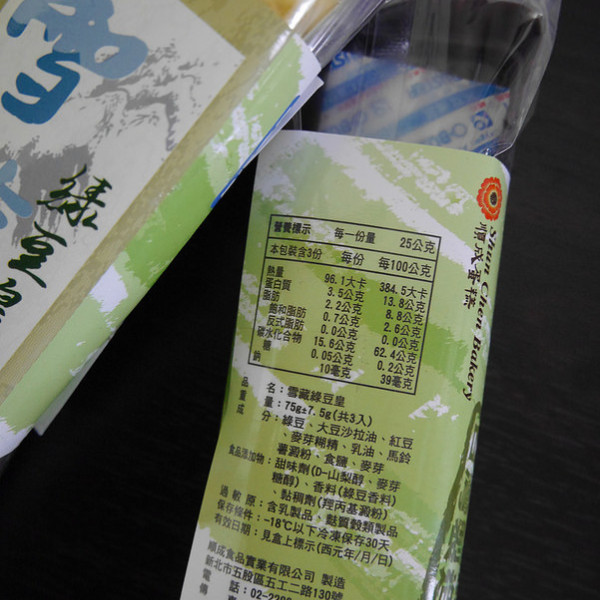 雪
綠豆皇
Shun Chen Bakery
順成蛋糕
營養標示 每一份量 25公克
本包裝含3份 每份 每100公克
熱量 96.1大卡 384.5大卡
蛋白質 3.5公克 13.8公克
脂肪 2.2公克 8.8公克
飽和脂肪 0.7公克 2.6公克
反式脂肪 0.0公克 0.0公克
碳水化合物 15.6公克 62.4公克
糖 0.05公克 0.2公克
鈉 10毫克 39毫克
品名：雪藏綠豆皇
重量：75g±7.5g(共3入)
成分：綠豆、大豆沙拉油、紅豆
、麥芽糊精、乳油、馬鈴
薯澱粉、食鹽、麥芽
食品添加物：甜味劑(D-山梨醇、麥芽
糖醇)、香料(綠豆香料)
、黏稠劑(羥丙基澱粉)
過敏原：含乳製品、麩質穀類製品
保存條件：-18℃以下冷凍保存30天
有效日期：見盒上標示(西元年/月/日)
順成食品實業有限公司 製造
新北市五股區五工二路130號
電話：02-2298
傳